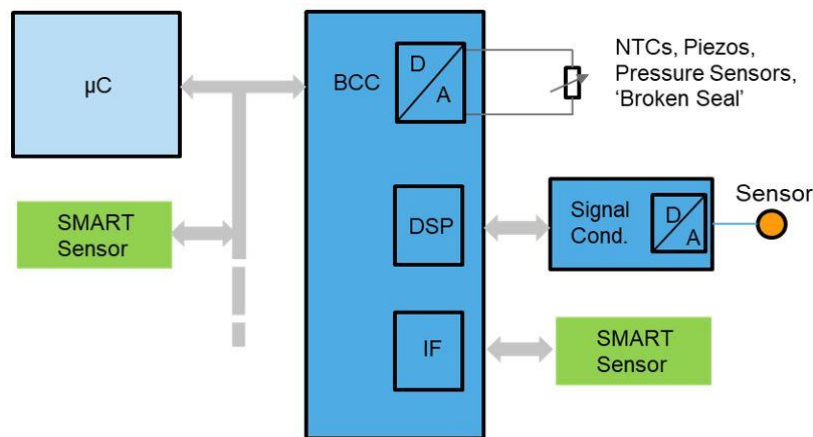 µC
BCC
D
A
NTCs, Piezos,
Pressure Sensors,
‘Broken Seal’
SMART
Sensor
DSP
Signal
Cond.
D
A
Sensor
IF
SMART
Sensor